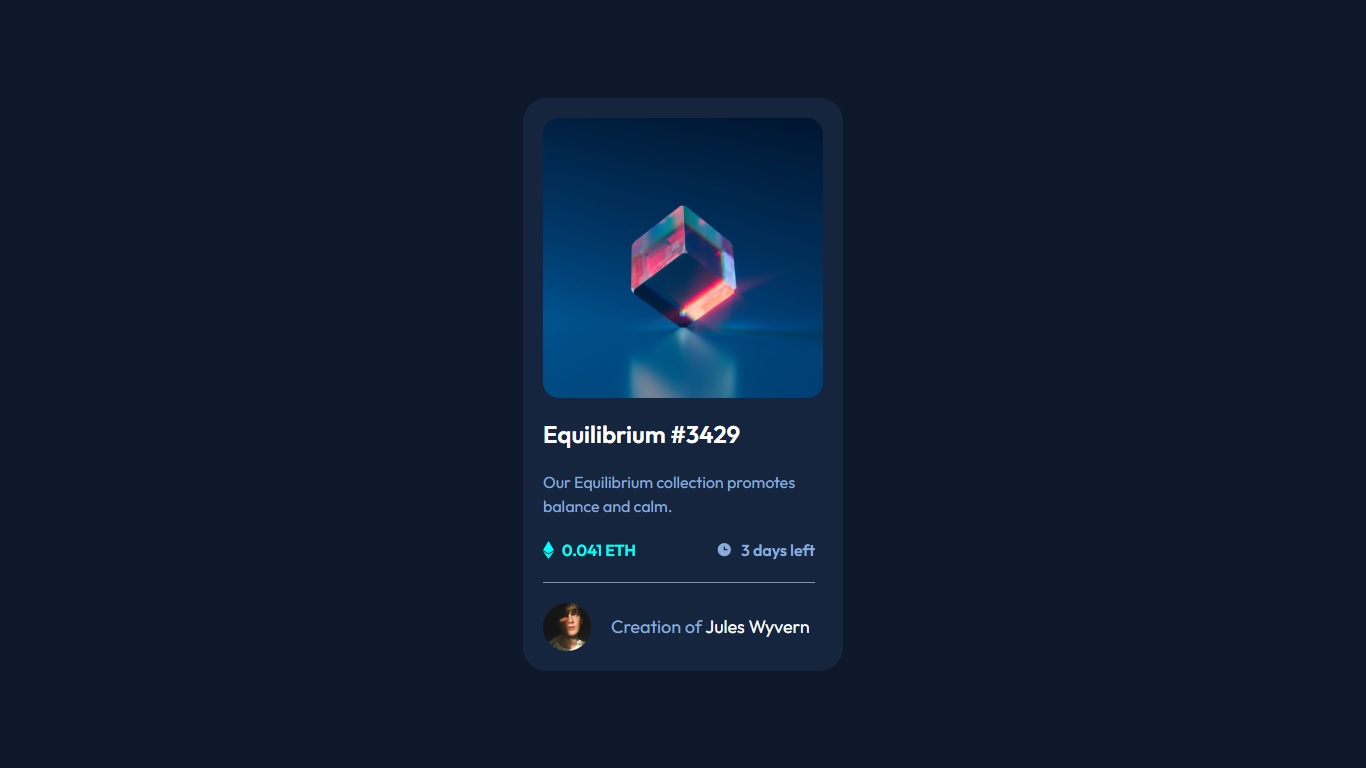 Equilibrium #3429
Our Equilibrium collection promotes
balance and calm.
0.041 ETH 3 days left
Creation of Jules Wyvern